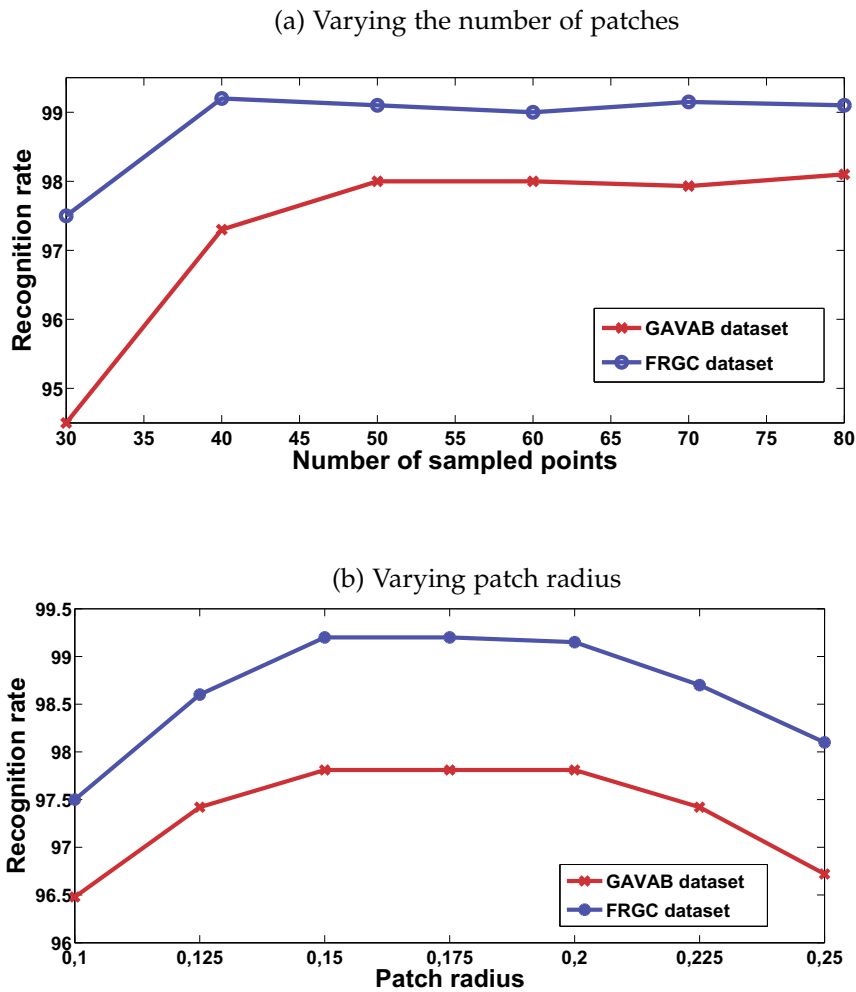 (a) Varying the number of patches
99
98
97
96
95
Recognition rate
GAVAB dataset
FRGC dataset
30 35 40 45 50 55 60 65 70 75 80
Number of sampled points
(b) Varying patch radius
99.5
99
98.5
98
97.5
97
96.5
96
Recognition rate
GAVAB dataset
FRGC dataset
0,1 0,125 0,15 0,175 0,2 0,225 0,25
Patch radius